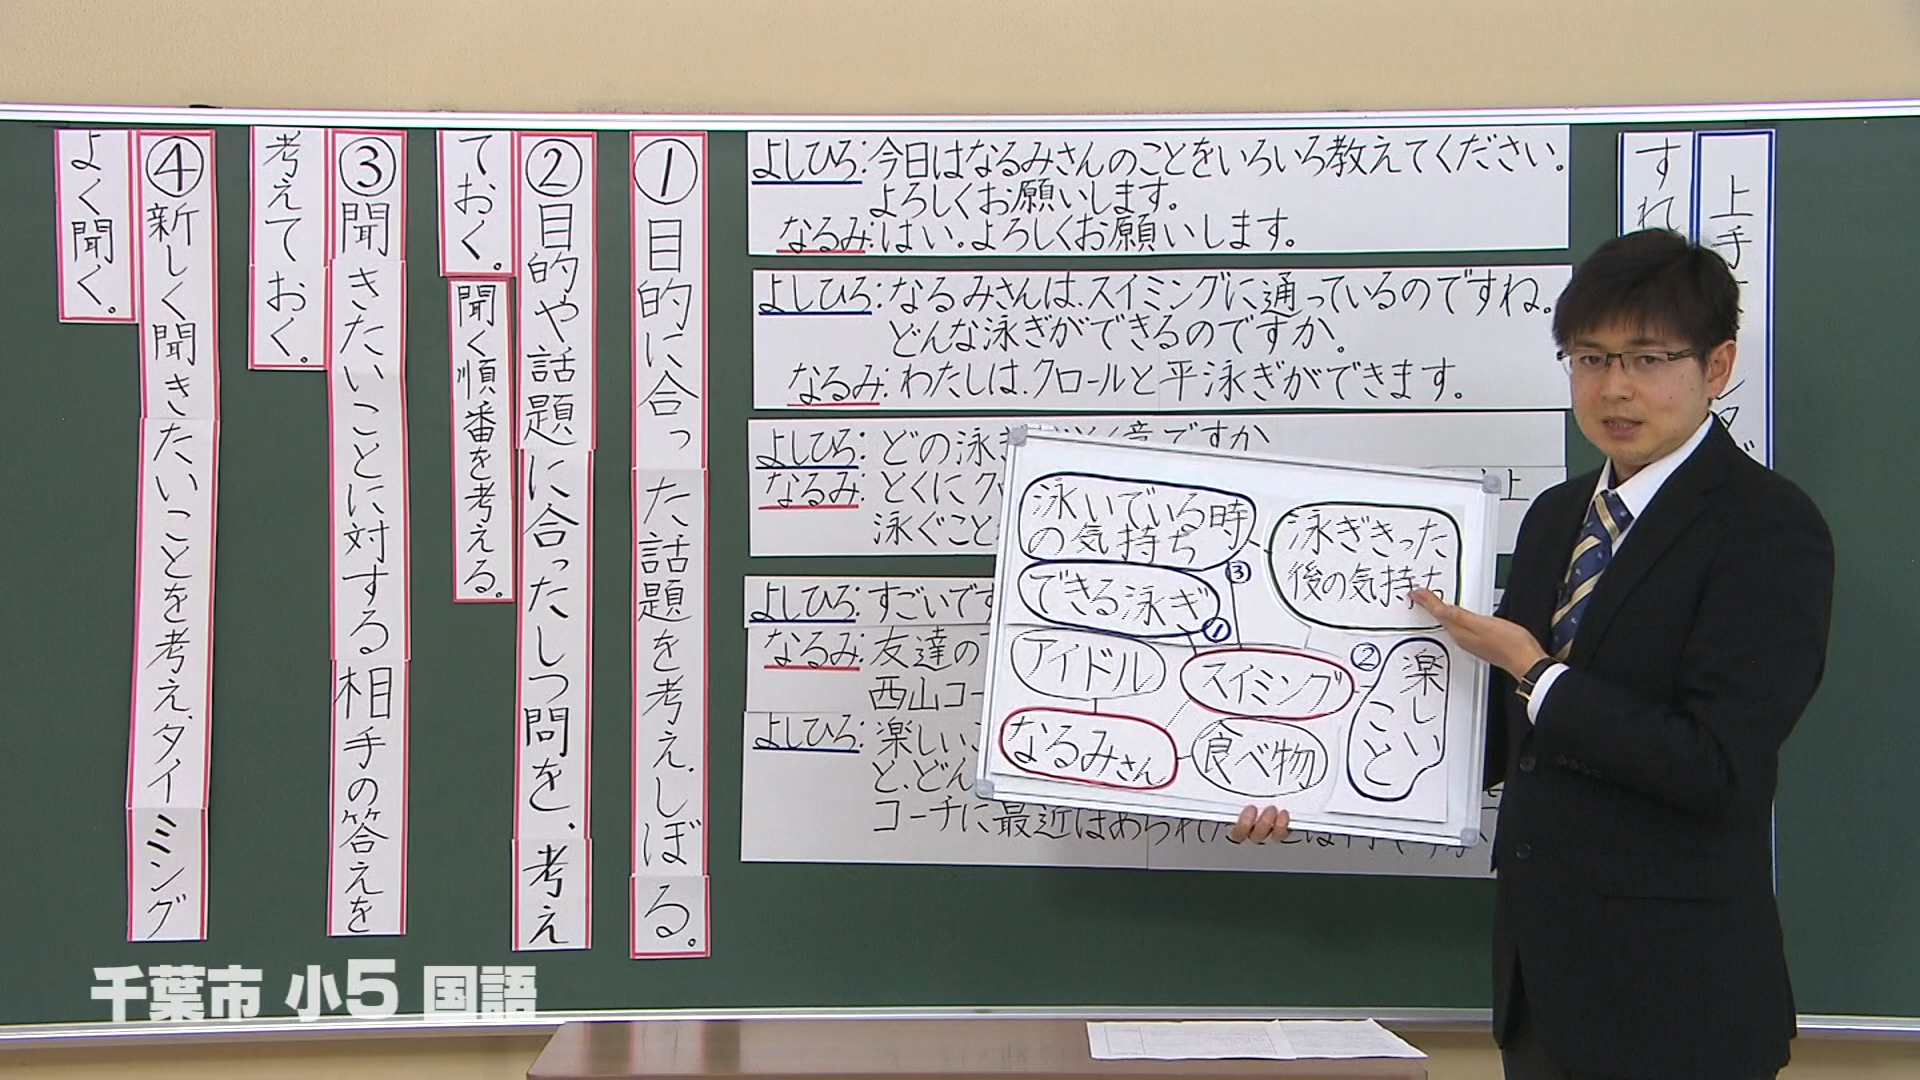 上手
すれ
よしひろ:今日はなるみさんのことをいろいろ教えてください。
よろしくお願いします。
なるみ:はい。よろしくお願いします。
よしひろ:なるみさんは、スイミングに通っているのですね。
どんな泳ぎができるのですか。
なるみ:わたしは、クロールと平泳ぎができます。
よしひろ:どの泳ぎ
ですか
なるみ:とくにク
上
泳ぐこと
よしひろ:すごいです
なるみ:友達の
西山コー
よしひろ:楽しい
ど、どん
コーチに最近ほめられたことは
①目的に合った話題を考え、しぼる。
②目的や話題に合ったしつ問を、考え
ておく。
聞く順番を考える。
③聞きたいことに対する相手の答えを
考えておく。
④新しく聞きたいことを考え、タイミング
よく聞く。
泳いでいる時
の気持ち
③
泳ぎきった
後の気持ち
できる泳ぎ
①
アイドル
スイミング
②
楽しい
こと
なるみさん
食べ物
千葉市 小5 国語